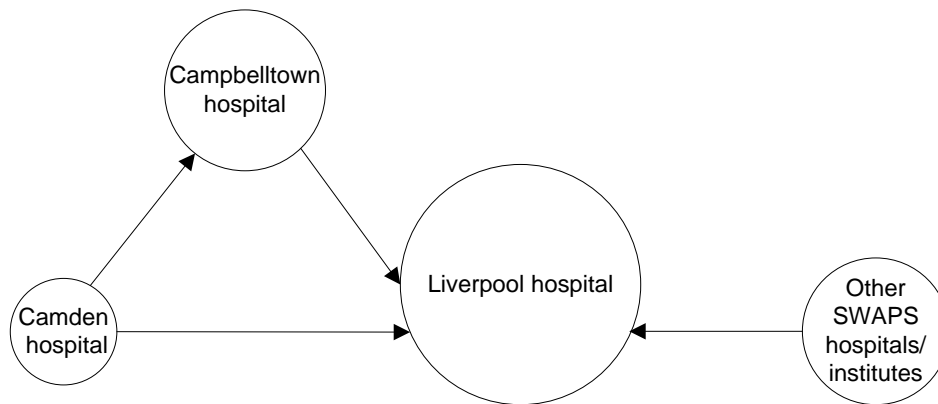 Campbelltown
hospital
Liverpool hospital
Camden
hospital
Other
SWAPS
hospitals/
institutes